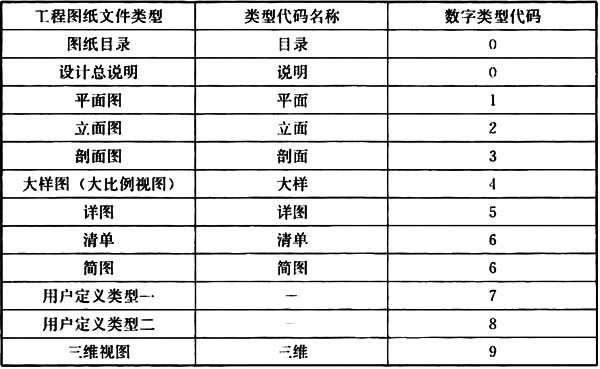 工程图纸文件类型 类型代码名称 数字类型代码
图纸目录 目录 0
设计总说明 说明 0
平面图 平面 1
立面图 立面 2
剖面图 剖面 3
大样图（大比例视图） 大样 4
详图 详图 5
清单 清单 6
简图 简图 6
用户定义类型一 — 7
用户定义类型二 — 8
三维视图 三维 9